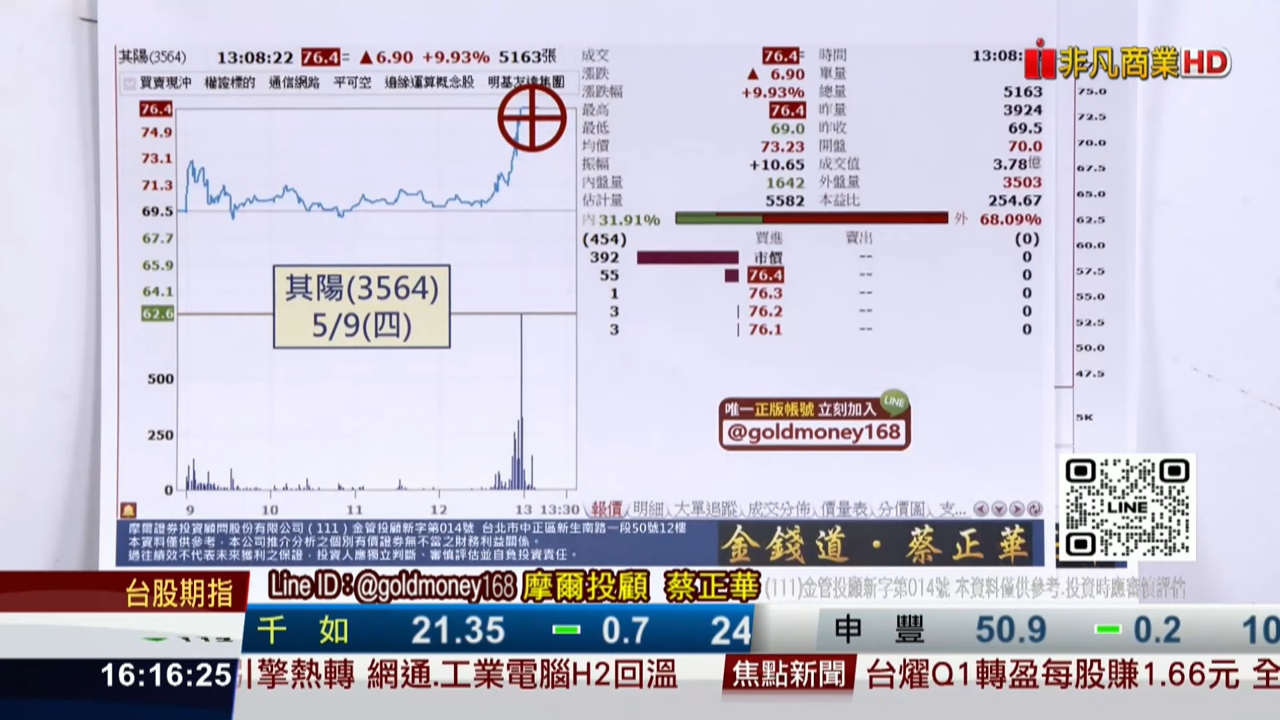 其陽(3564) 13:08:22 76.4= ▲6.90 +9.93% 5163張
買賣現沖 權證標的 通信網路 平可空 邊緣運算概念股 明基友達集團
76.4
74.9
73.1
71.3
69.5
67.7
65.9
64.1
62.6
500
250
0
9 10 11 12 13 13:30
其陽(3564)
5/9(四)
成交 76.4= 時間 13:08:
漲跌 ▲ 6.90 單量
漲跌幅 +9.93% 總量 5163
最高 76.4 昨量 3924
最低 69.0 昨收 69.5
均價 73.23 開盤 70.0
振幅 +10.65 成交值 3.78億
內盤量 1642 外盤量 3503
估計量 5582 本益比 254.67
內 31.91% 外 68.09%
(454) 買進 賣出 (0)
392 市價 -- 0
55 76.4 -- 0
1 76.3 -- 0
3 76.2 -- 0
3 76.1 -- 0
唯一正版帳號 立刻加入 LINE
@goldmoney168
報價 明細 大單追蹤 成交分佈 價量表 分價圖 支...
非凡商業HD
75.0
72.5
70.0
67.5
65.0
62.5
60.0
57.5
55.0
52.5
50.0
47.5
5K
LINE
摩爾證券投資顧問股份有限公司 (111) 金管投顧新字第014號 台北市中正區新生南路一段50號12樓
本資料僅供參考，本公司推介分析之個別有價證券無不當之財務利益關係。
過往績效不代表未來獲利之保證，投資人應獨立判斷、審慎評估並自負投資責任。
金錢道·蔡正華
台股期指
Line ID：@goldmoney168 摩爾投顧 蔡正華 (111)金管投顧新字第014號 本資料僅供參考.投資時應審慎評估
千如 21.35 0.7 24
申豐 50.9 0.2 10
16:16:25
擎熱轉 網通.工業電腦H2回溫
焦點新聞 台燿Q1轉盈每股賺1.66元 全